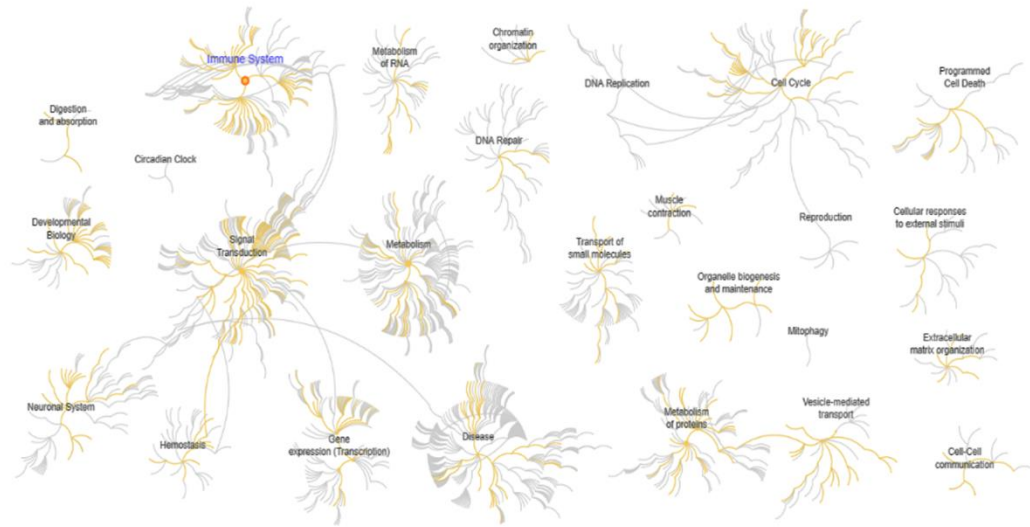 Immune System
Metabolism
of RNA
Chromatin
organization
DNA Replication
Cell Cycle
Programmed
Cell Death
Digestion
and absorption
Circadian Clock
DNA Repair
Developmental
Biology
Signal
Transduction
Metabolism
Muscle
contraction
Transport of
small molecules
Reproduction
Cellular responses
to external stimuli
Organelle biogenesis
and maintenance
Mitophagy
Extracellular
matrix organization
Neuronal System
Hemostasis
Gene
expression (Transcription)
Disease
Metabolism
of proteins
Vesicle-mediated
transport
Cell-Cell
communication